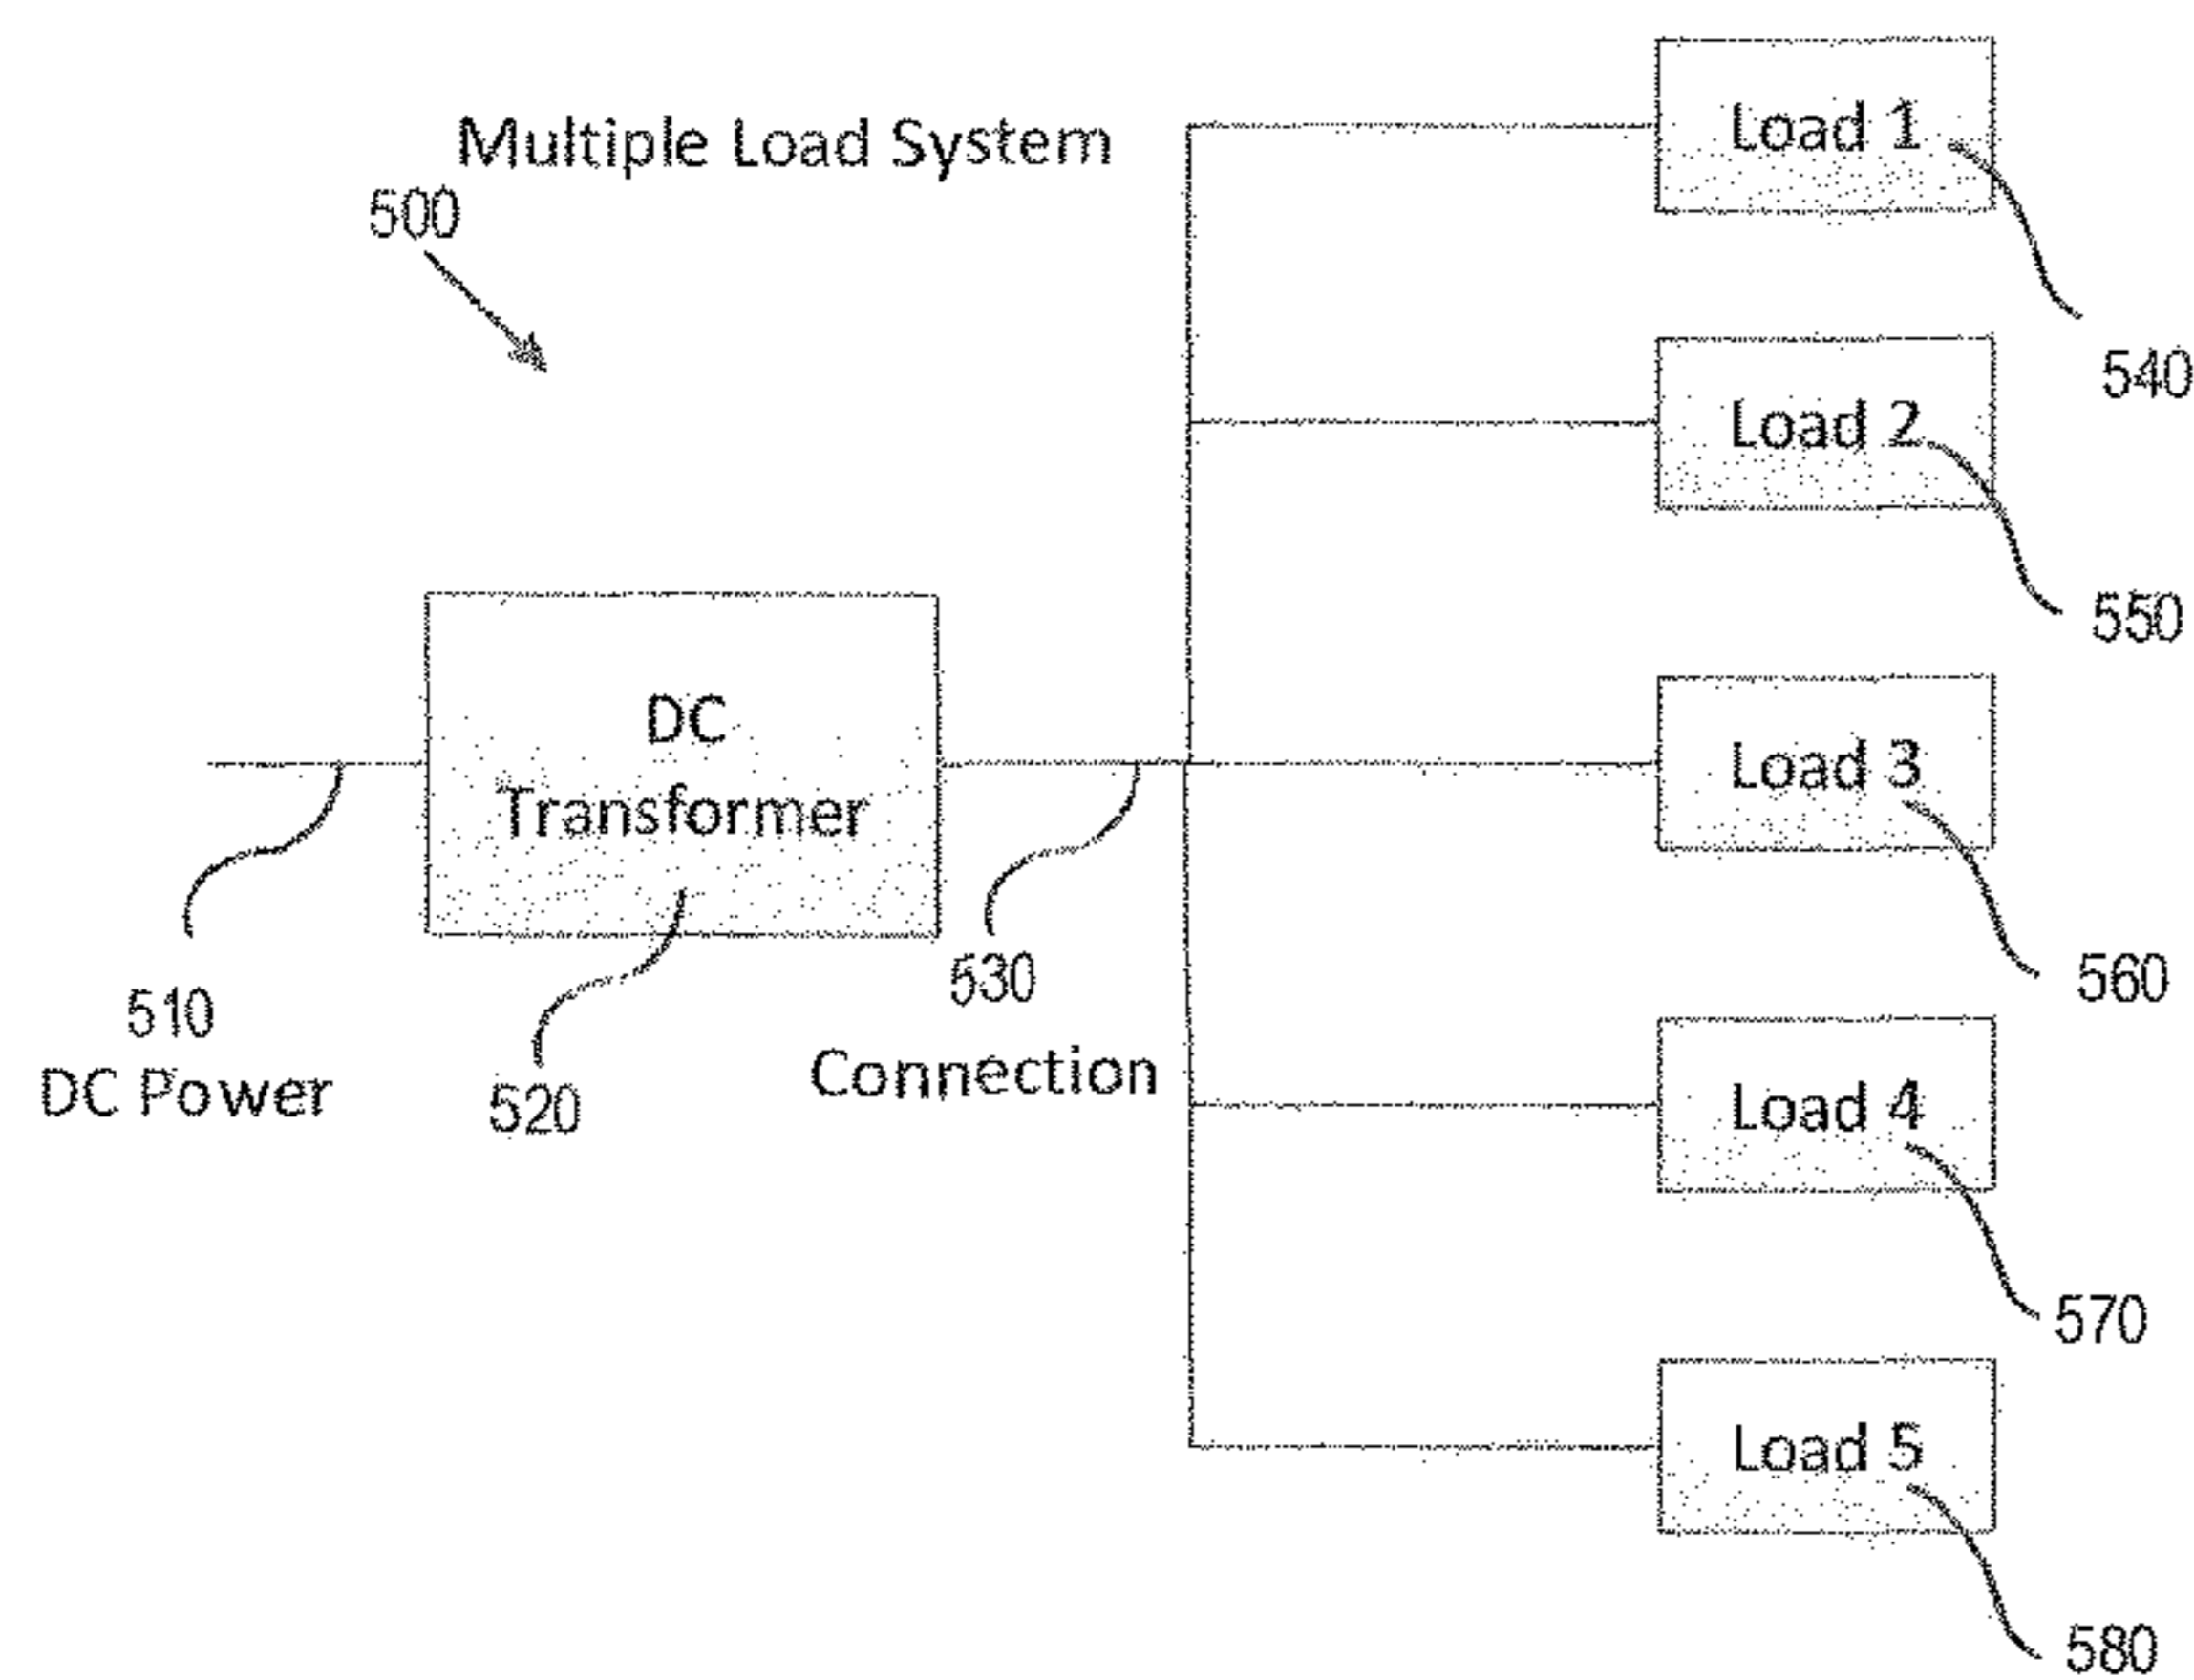 Multiple Load System
500
Load 1
540
Load 2
550
DC
Transformer
Load 3
510
DC Power
520
530
Connection
560
Load 4
570
Load 5
580